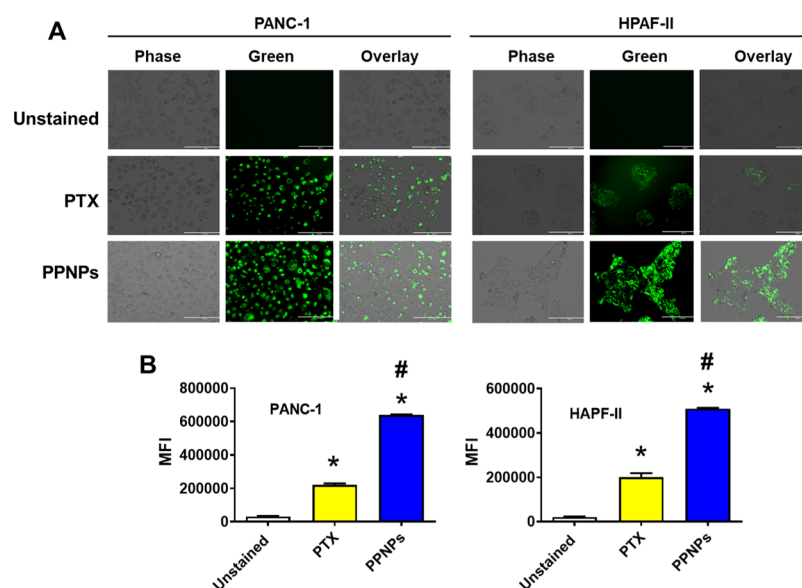 A
PANC-1 HPAF-II
Phase Green Overlay Phase Green Overlay
Unstained
PTX
PPNPs
B
#
#
800000
600000
*
*
600000
PANC-1
HAPF-II
400000
400000
MFI
MFI
*
*
200000
200000
0
0
Unstained
PTX
PPNPs
Unstained
PTX
PPNPs